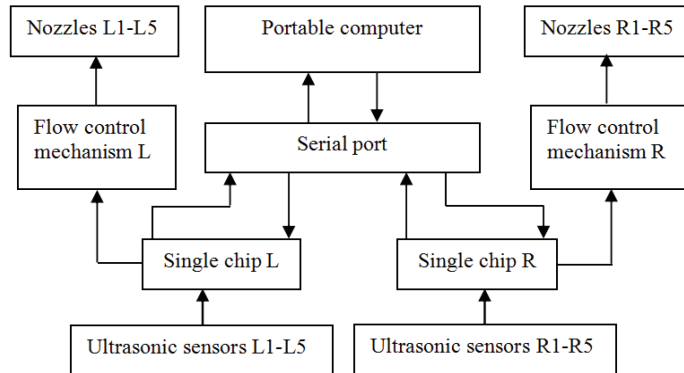 Nozzles L1-L5
Portable computer
Nozzles R1-R5
Flow control
mechanism L
Serial port
Flow control
mechanism R
Single chip L
Single chip R
Ultrasonic sensors L1-L5
Ultrasonic sensors R1-R5